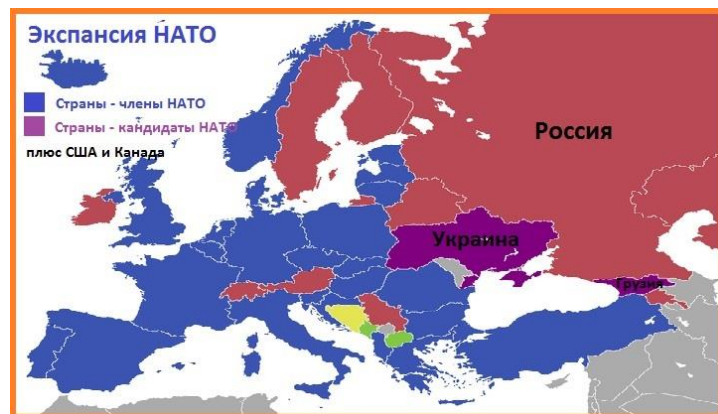 Экспансия НАТО
Страны - члены НАТО
Страны - кандидаты НАТО
плюс США и Канада
Россия
Украина
Грузия